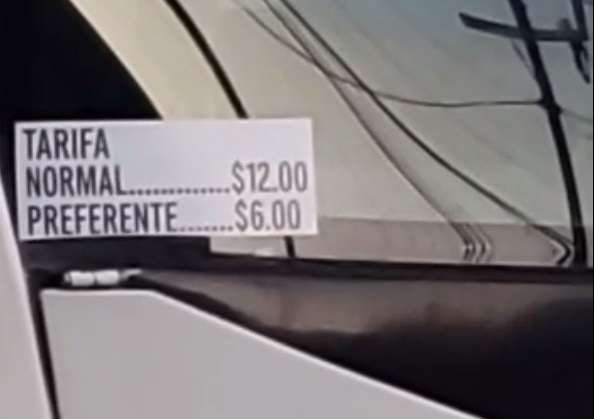 TARIFA
NORMAL............$12.00
PREFERENTE.......$6.00